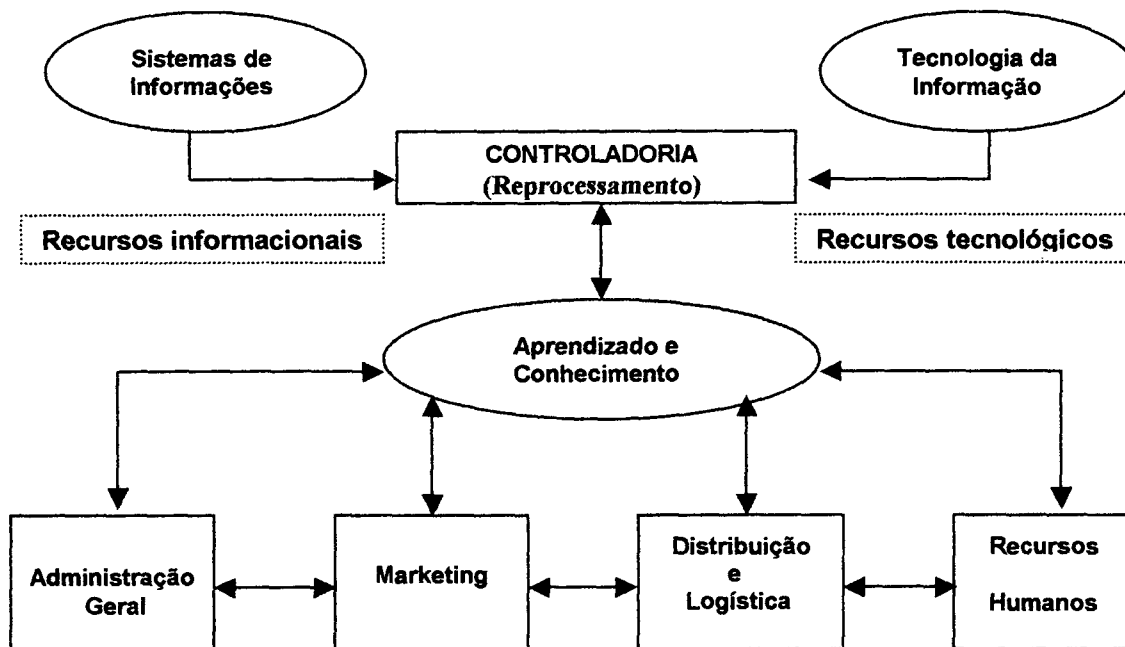 Sistemas de
Informações
Tecnologia da
Informação
CONTROLADORIA
(Reprocessamento)
Recursos informacionais
Recursos tecnológicos
Aprendizado e
Conhecimento
Administração
Geral
Marketing
Distribuição
e
Logística
Recursos
Humanos